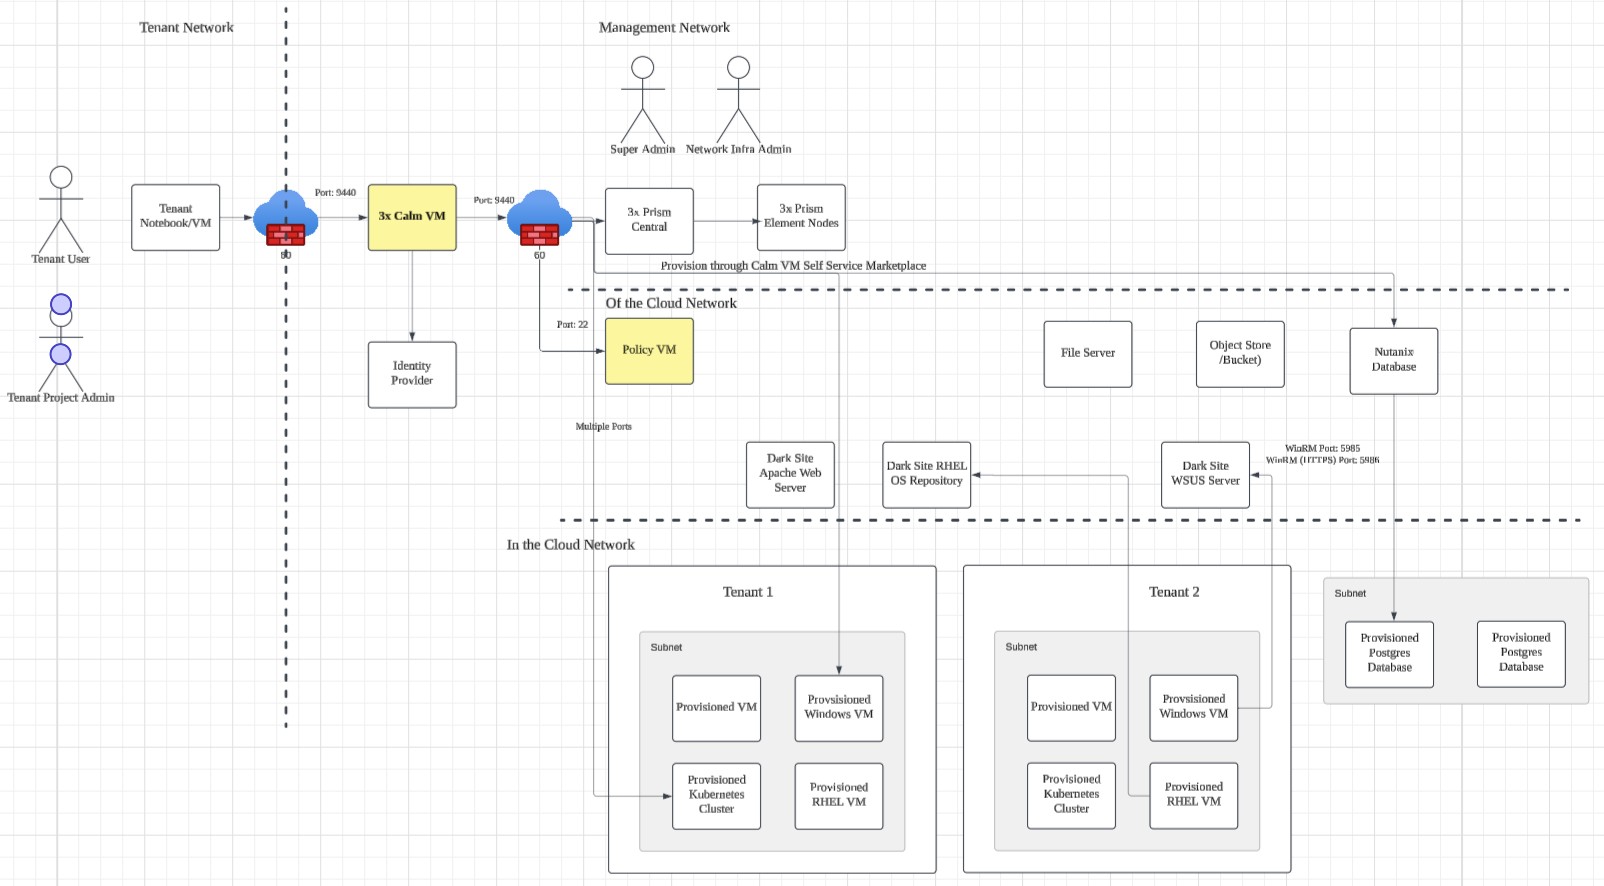 Tenant Network
Management Network
Super Admin
Network Infra Admin
Tenant User
Tenant
Notebook/VM
Port: 9440
3x Calm VM
Port: 9440
60
3x Prism
Central
3x Prism
Element Nodes
Provision through Calm VM Self Service Marketplace
Of the Cloud Network
Port: 22
Policy VM
Identity
Provider
Tenant Project Admin
File Server
Object Store
/Bucket)
Nutanix
Database
Multiple Ports
Dark Site
Apache Web
Server
Dark Site RHEL
OS Repository
Dark Site
WSUS Server
WinRM Port: 5985
WinRM (HTTPS) Port: 5986
In the Cloud Network
Tenant 1
Subnet
Provisioned VM
Provsisioned
Windows VM
Provisioned
Kubernetes
Cluster
Provisioned
RHEL VM
Tenant 2
Subnet
Provisioned VM
Provsisioned
Windows VM
Provisioned
Kubernetes
Cluster
Provisioned
RHEL VM
Subnet
Provisioned
Postgres
Database
Provisioned
Postgres
Database